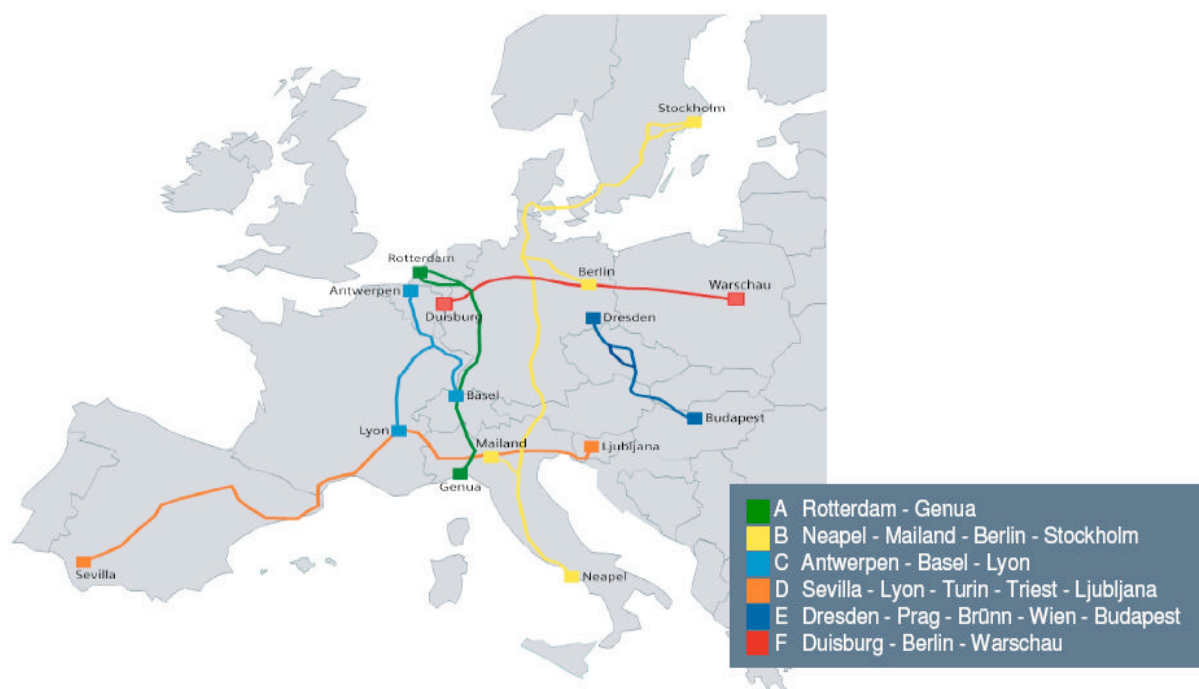 Stockholm
Rotterdam
Berlin
Antwerpen
Warschau
Duisburg
Dresden
Basel
Budapest
Lyon
Mailand
Ljubljana
Genua
Sevilla
Neapel
A Rotterdam - Genua
B Neapel - Mailand - Berlin - Stockholm
C Antwerpen - Basel - Lyon
D Sevilla - Lyon - Turin - Triest - Ljubljana
E Dresden - Prag - Brünn - Wien - Budapest
F Duisburg - Berlin - Warschau